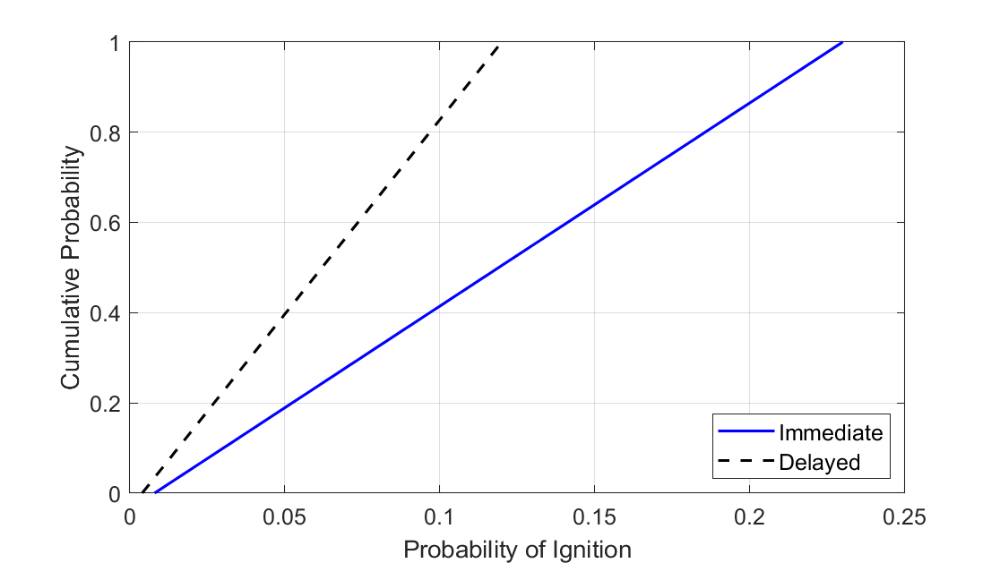 1
0.8
0.6
0.4
0.2
0
Cumulative Probability
0 0.05 0.1 0.15 0.2 0.25
Probability of Ignition
Immediate
Delayed